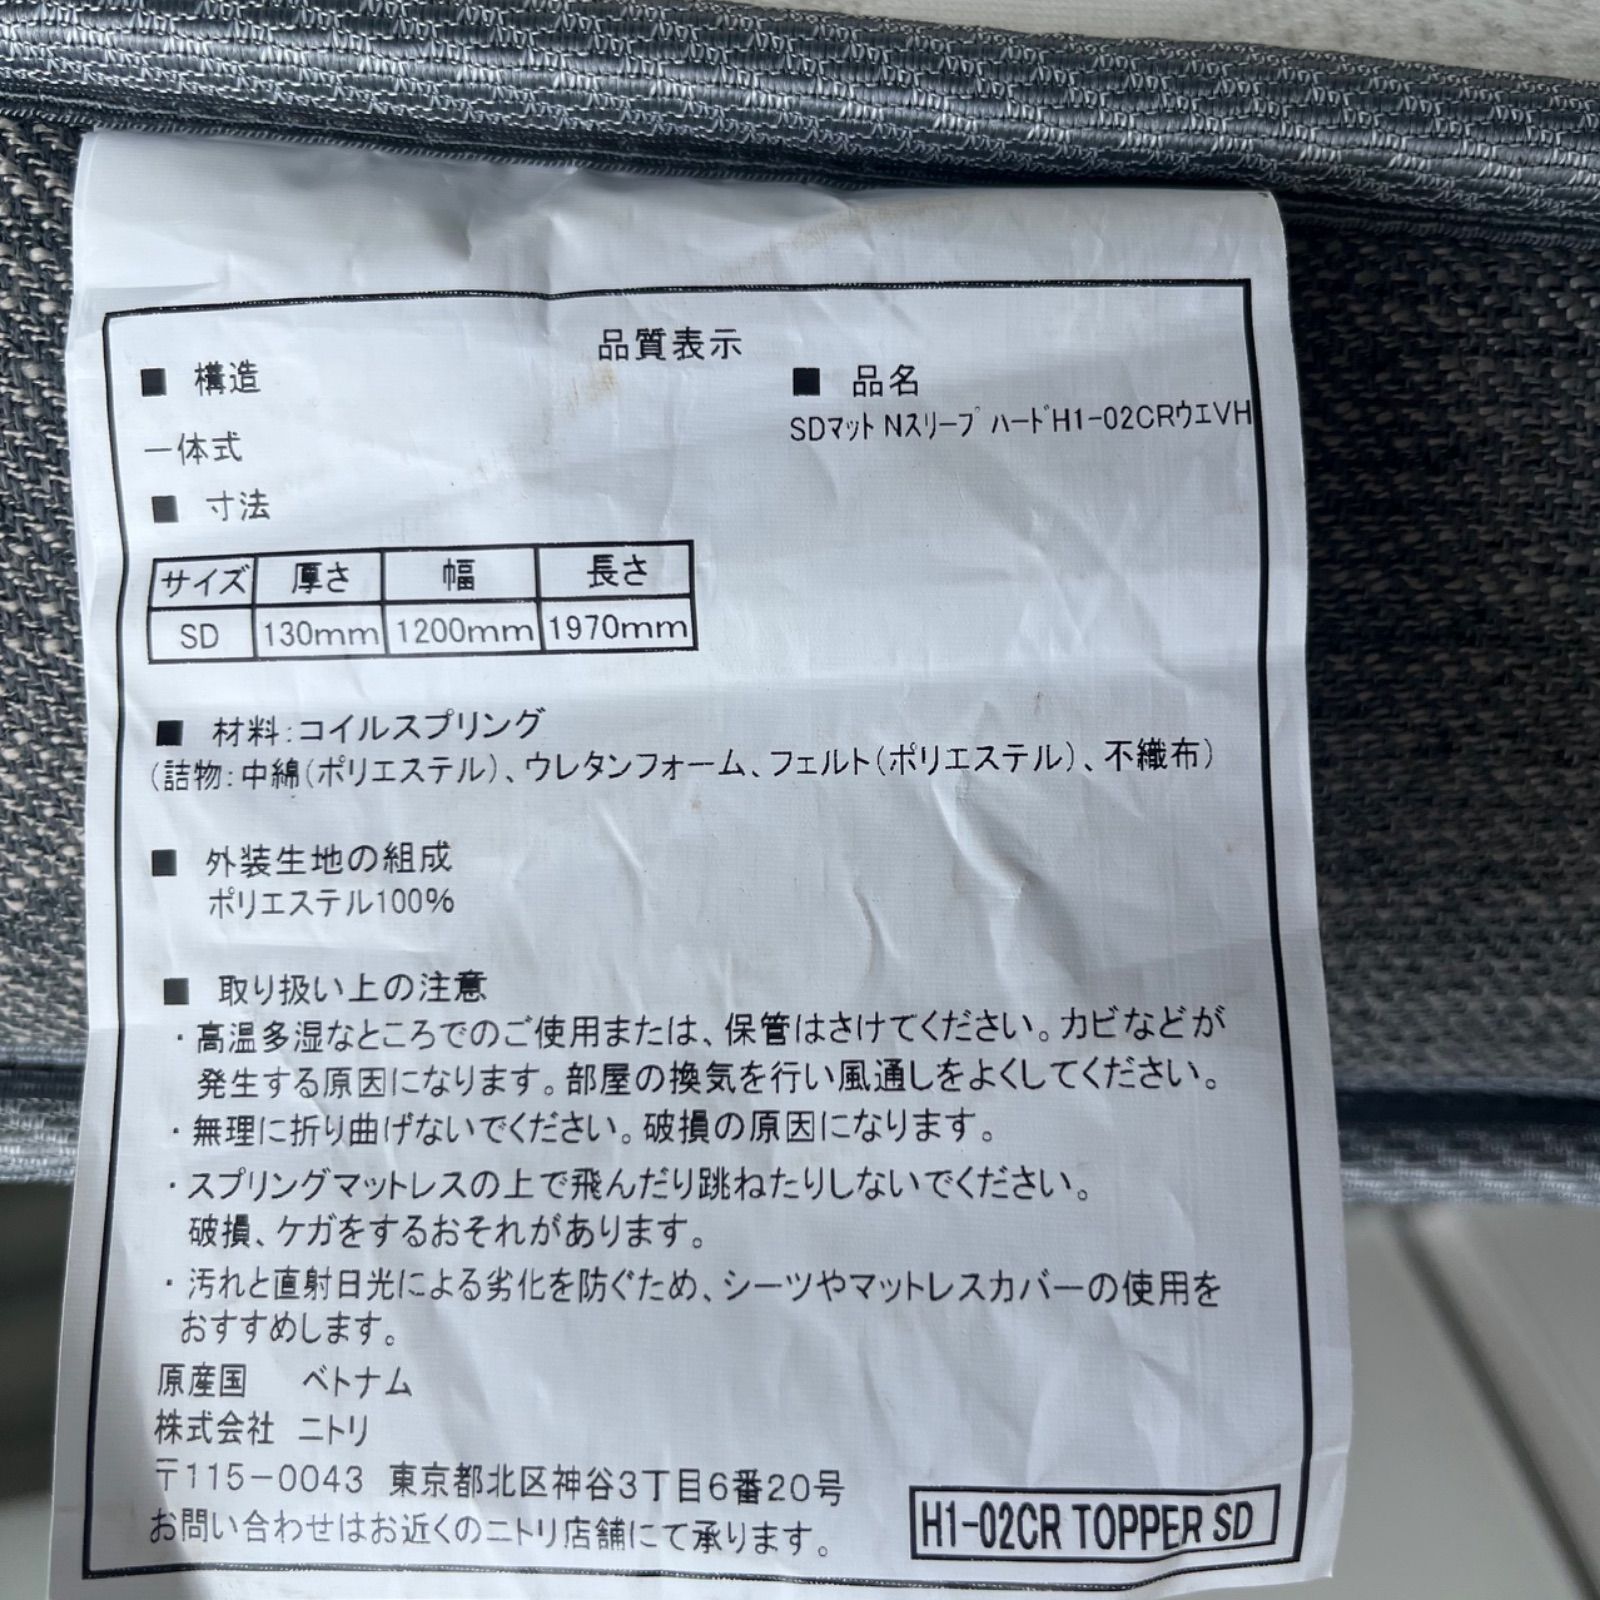 品質表示
■ 構造
一体式
■ 品名
SDマット Nスリープ ハードH1-02CRウエVH
■ 寸法
サイズ 厚さ 幅 長さ
SD 130mm 1200mm 1970mm
■ 材料:コイルスプリング
(詰物:中綿(ポリエステル)、ウレタンフォーム、フェルト(ポリエステル)、不織布)
■ 外装生地の組成
ポリエステル100%
■ 取り扱い上の注意
・高温多湿なところでのご使用または、保管はさけてください。カビなどが
発生する原因になります。部屋の換気を行い風通しをよくしてください。
・無理に折り曲げないでください。破損の原因になります。
・スプリングマットレスの上で飛んだり跳ねたりしないでください。
破損、ケガをするおそれがあります。
・汚れと直射日光による劣化を防ぐため、シーツやマットレスカバーの使用を
おすすめします。
原産国 ベトナム
株式会社 ニトリ
〒115-0043 東京都北区神谷3丁目6番20号
お問い合わせはお近くのニトリ店舗にて承ります。
H1-02CR TOPPER SD